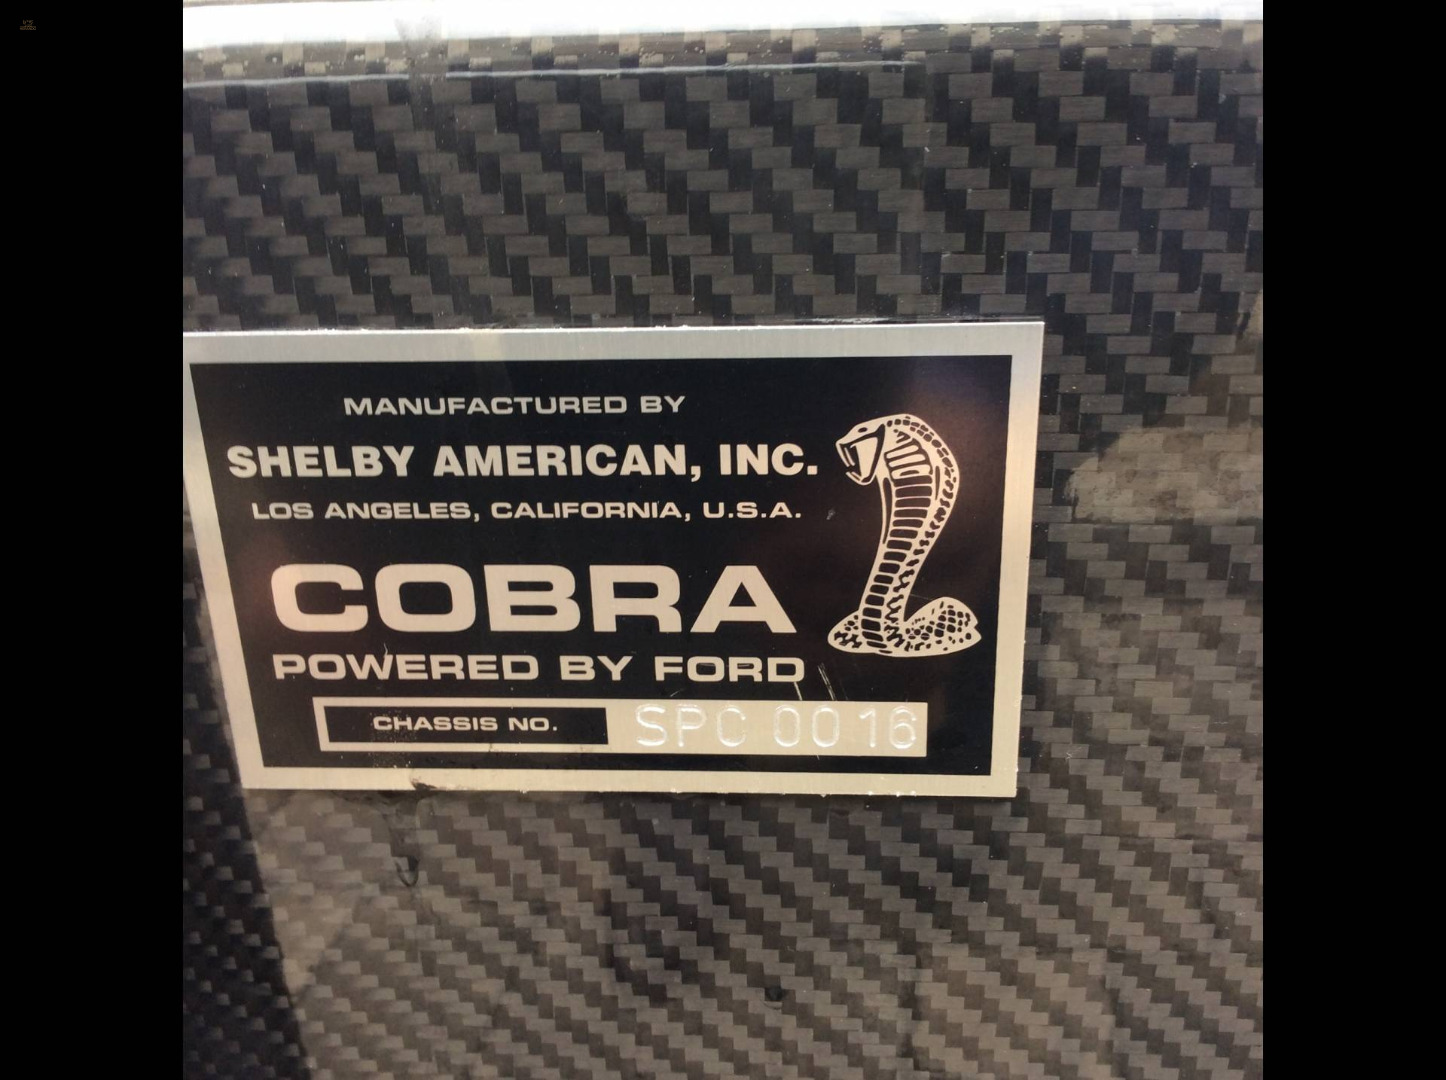 MANUFACTURED BY
SHELBY AMERICAN, INC.
LOS ANGELES, CALIFORNIA, U.S.A.
COBRA
POWERED BY FORD
CHASSIS NO. SPC 0016